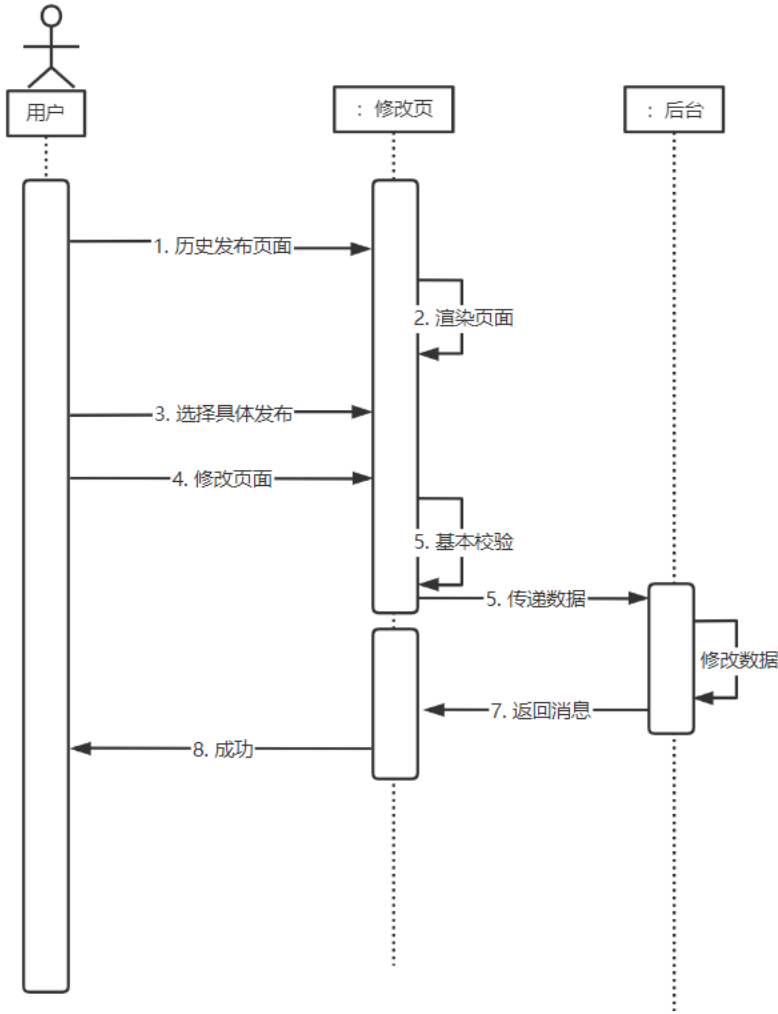 用户
：修改页
：后台
1. 历史发布页面
2. 渲染页面
3. 选择具体发布
4. 修改页面
5. 基本校验
5. 传递数据
修改数据
7. 返回消息
8. 成功